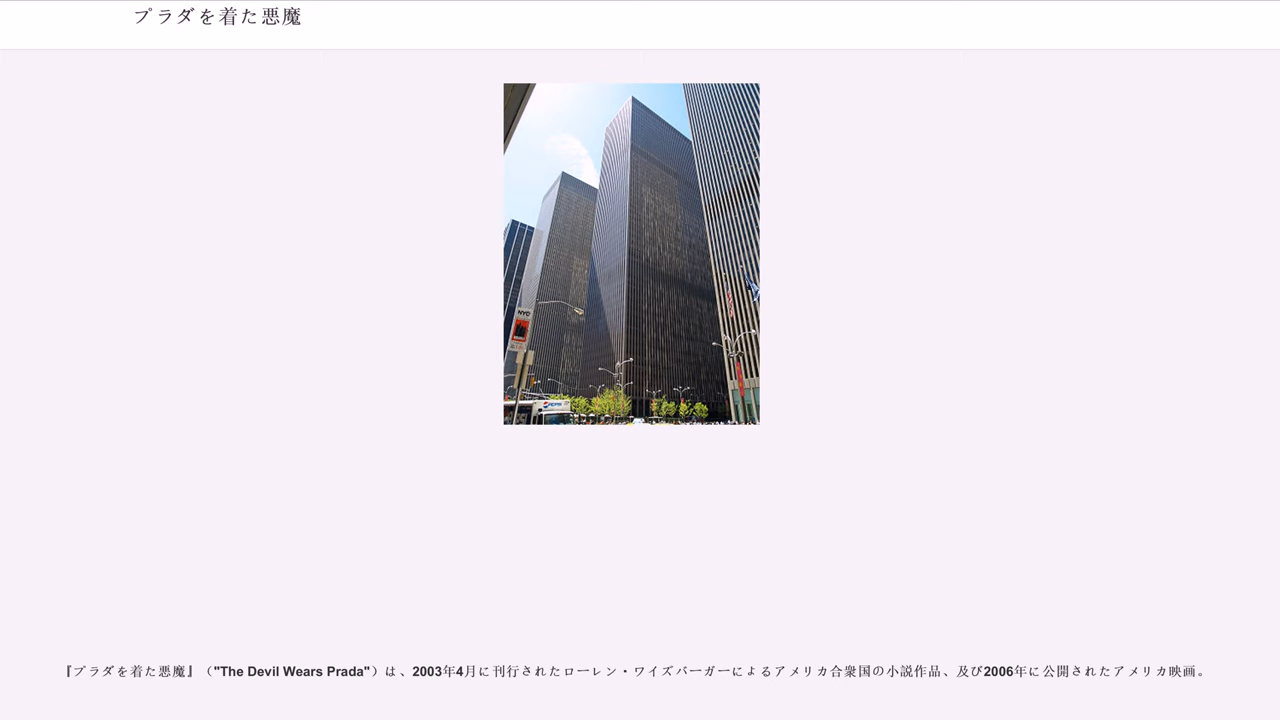 プラダを着た悪魔
NYC
PEPSI
『プラダを着た悪魔』（"The Devil Wears Prada"）は、2003年4月に刊行されたローレン・ワイズバーガーによるアメリカ合衆国の小説作品、及び2006年に公開されたアメリカ映画。